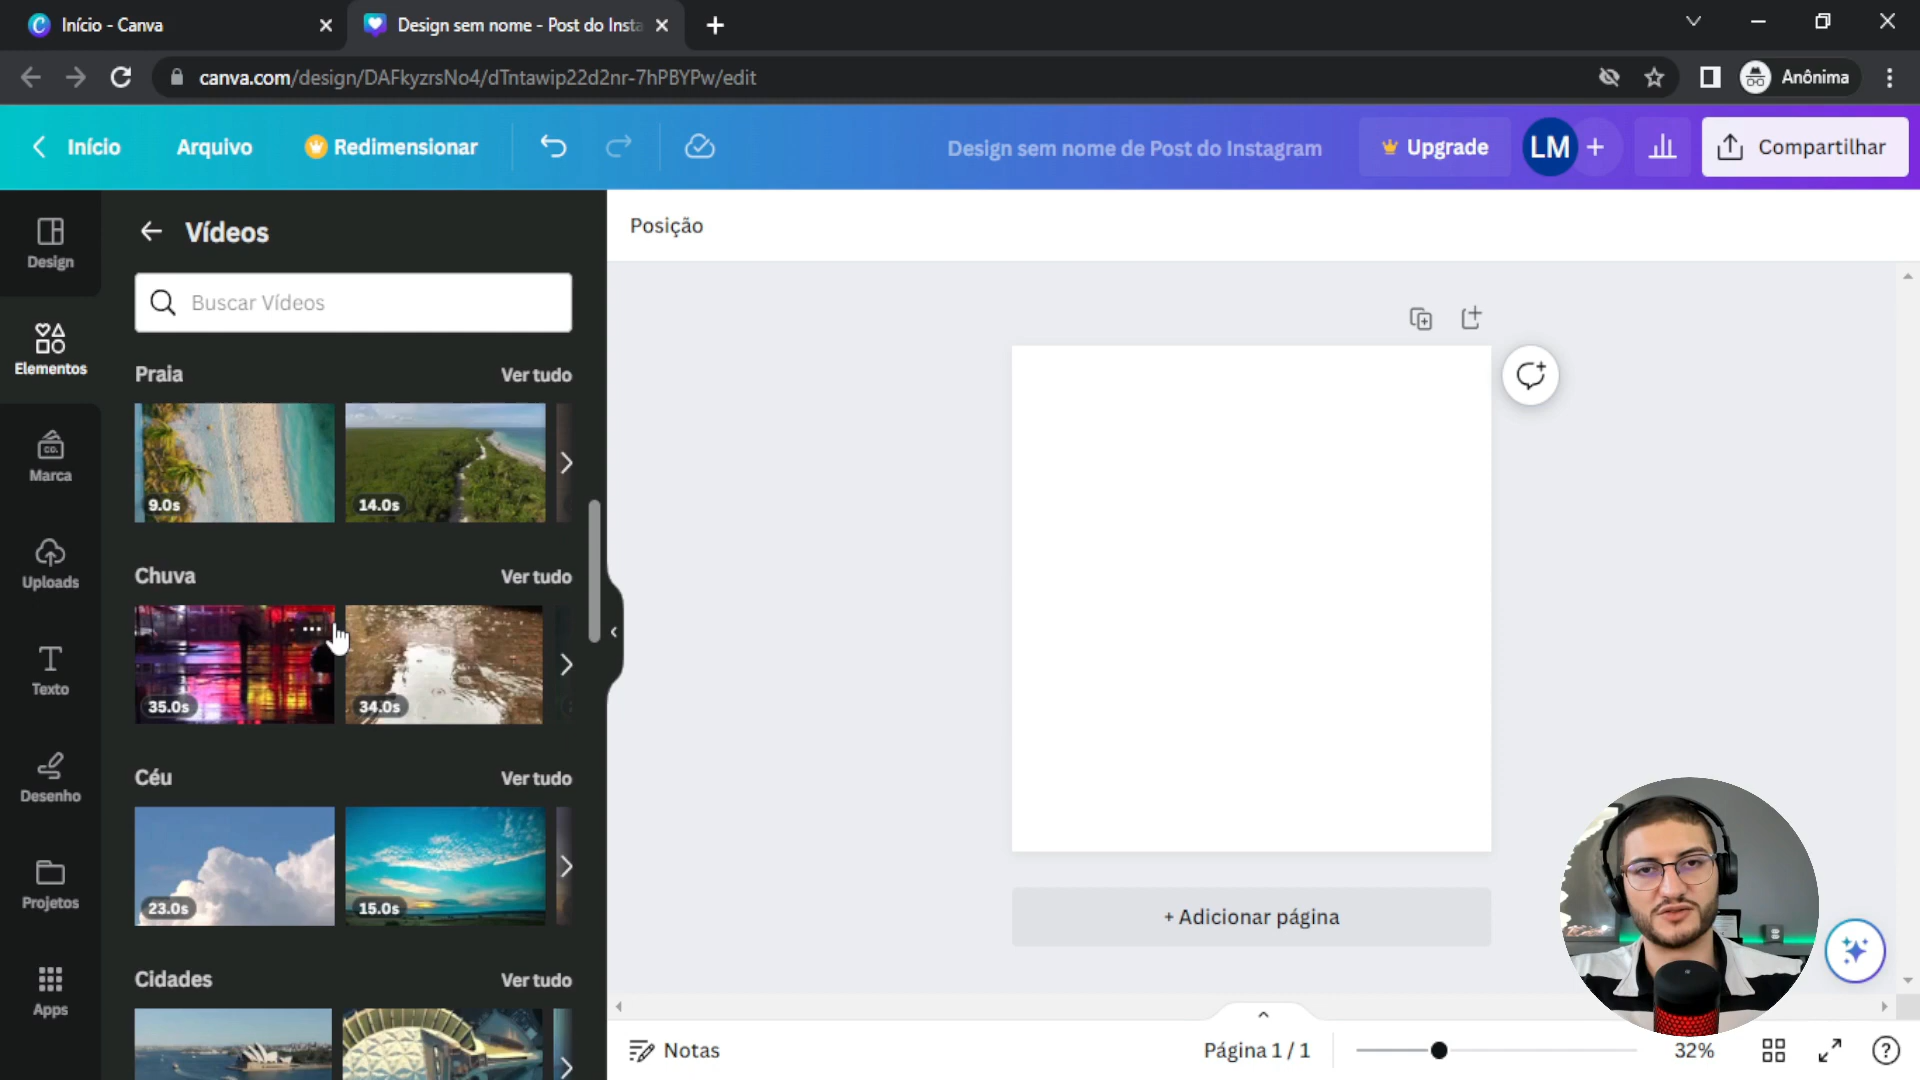 Início - Canva
Design sem nome - Post do Insta
canva.com/design/DAFkyzrsNo4/dTntawip22d2nr-7hPBYPw/edit
Anônima
Início
Arquivo
Redimensionar
Design sem nome de Post do Instagram
Upgrade
LM
Compartilhar
Design
Elementos
Marca
CO.
Uploads
Texto
Desenho
Projetos
Apps
Vídeos
Buscar Vídeos
Praia
Ver tudo
9.0s
14.0s
Chuva
Ver tudo
35.0s
34.0s
Céu
Ver tudo
23.0s
15.0s
Cidades
Ver tudo
Posição
+ Adicionar página
Notas
Página 1 / 1
32%